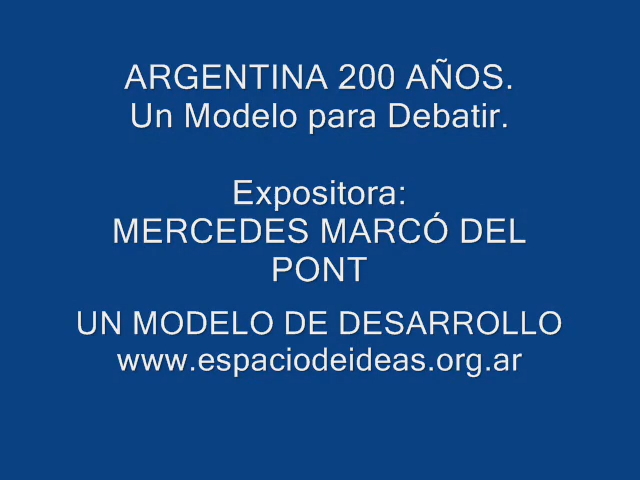 ARGENTINA 200 AÑOS.
Un Modelo para Debatir.
Expositora:
MERCEDES MARCÓ DEL
PONT
UN MODELO DE DESARROLLO
www.espaciodeideas.org.ar